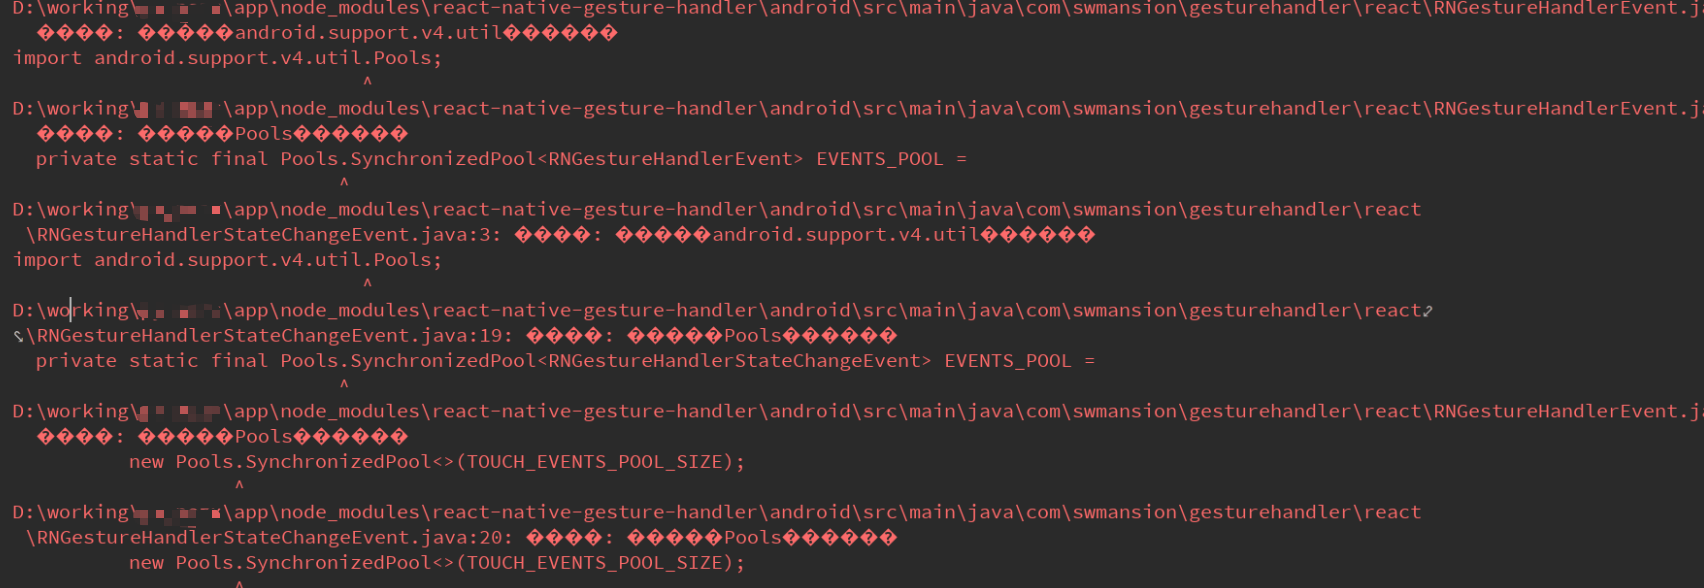 D:\working\ \app\node_modules\react-native-gesture-handler\android\src\main\java\com\swmansion\gesturehandler\react\RNGestureHandlerEvent.j
����: �����android.support.v4.util������
import android.support.v4.util.Pools;
^
D:\working\ \app\node_modules\react-native-gesture-handler\android\src\main\java\com\swmansion\gesturehandler\react\RNGestureHandlerEvent.j
����: �����Pools������
private static final Pools.SynchronizedPool<RNGestureHandlerEvent> EVENTS_POOL =
^
D:\working\ \app\node_modules\react-native-gesture-handler\android\src\main\java\com\swmansion\gesturehandler\react
\RNGestureHandlerStateChangeEvent.java:3: ����: �����android.support.v4.util������
import android.support.v4.util.Pools;
^
D:\working\ \app\node_modules\react-native-gesture-handler\android\src\main\java\com\swmansion\gesturehandler\react
\RNGestureHandlerStateChangeEvent.java:19: ����: �����Pools������
private static final Pools.SynchronizedPool<RNGestureHandlerStateChangeEvent> EVENTS_POOL =
^
D:\working\ \app\node_modules\react-native-gesture-handler\android\src\main\java\com\swmansion\gesturehandler\react\RNGestureHandlerEvent.j
����: �����Pools������
new Pools.SynchronizedPool<>(TOUCH_EVENTS_POOL_SIZE);
^
D:\working\ \app\node_modules\react-native-gesture-handler\android\src\main\java\com\swmansion\gesturehandler\react
\RNGestureHandlerStateChangeEvent.java:20: ����: �����Pools������
new Pools.SynchronizedPool<>(TOUCH_EVENTS_POOL_SIZE);
^